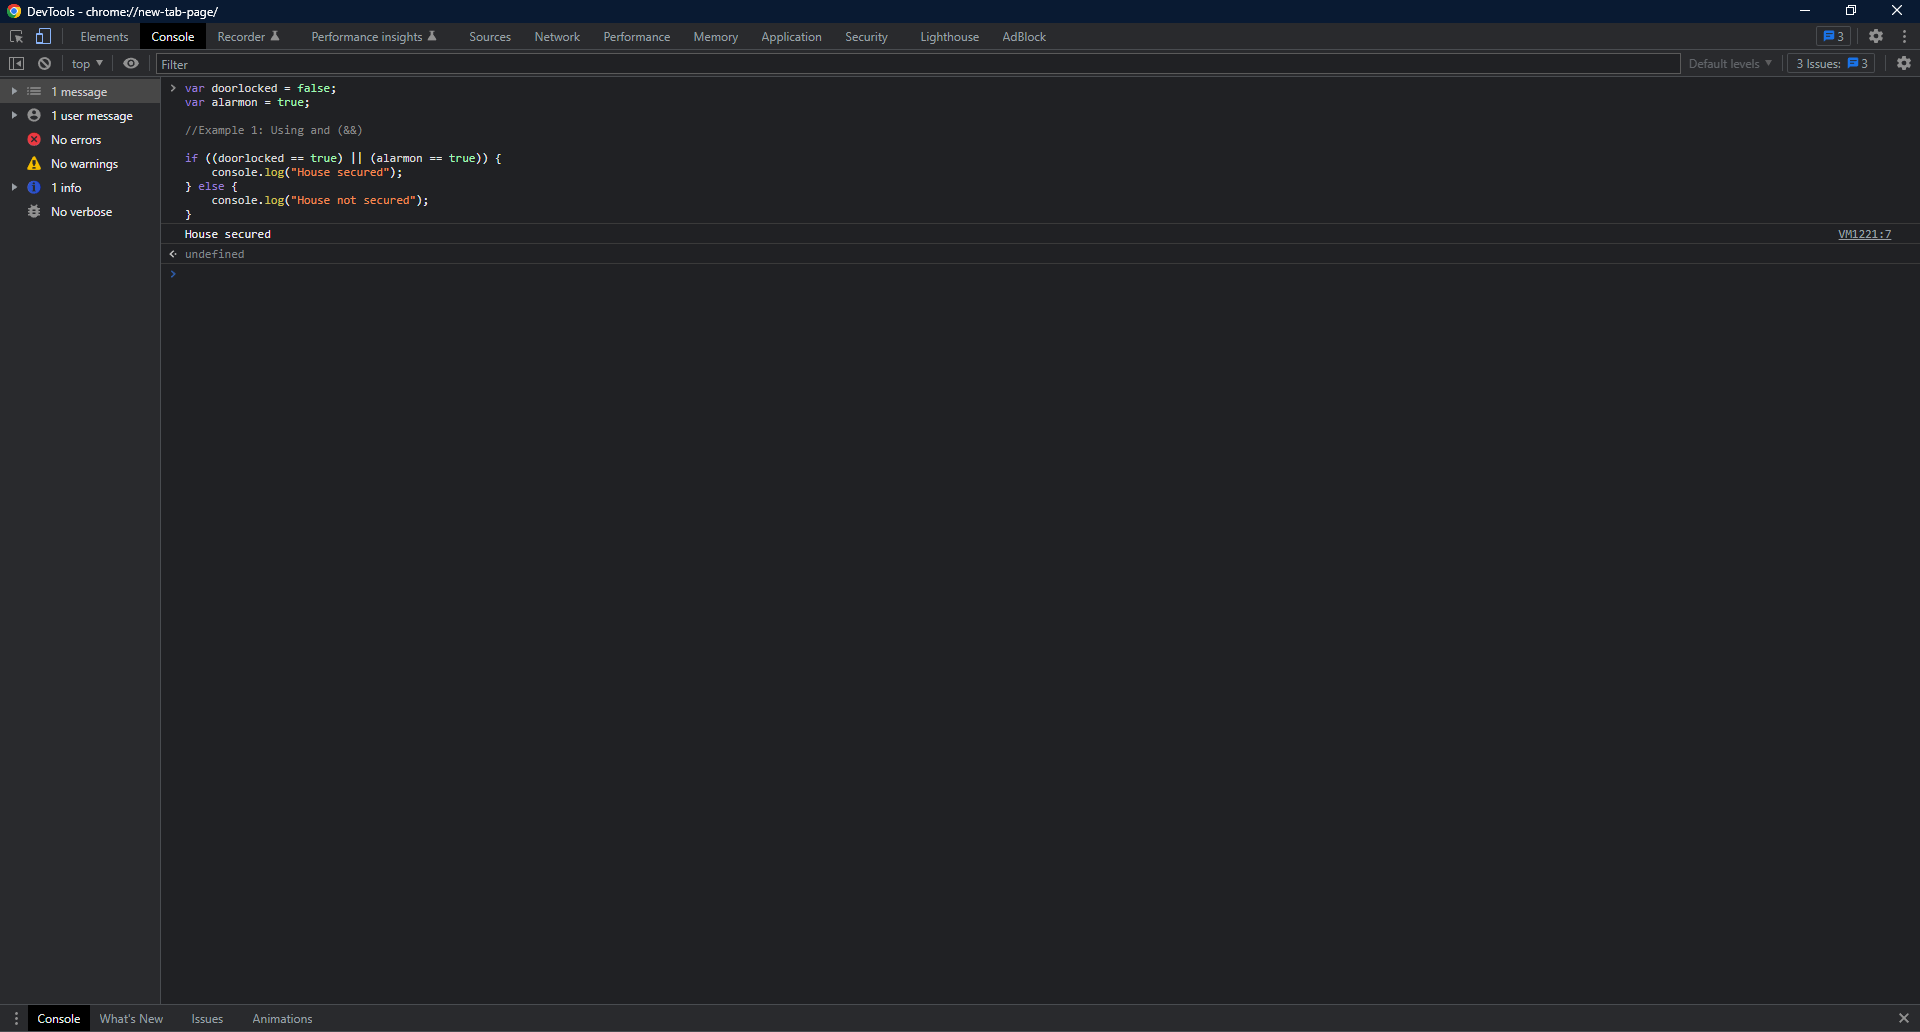 DevTools - chrome://new-tab-page/
Elements Console Recorder Performance insights Sources Network Performance Memory Application Security Lighthouse AdBlock 3
top Filter Default levels 3 Issues: 3
1 message
1 user message
No errors
No warnings
1 info
No verbose
var doorlocked = false;
var alarmon = true;
//Example 1: Using and (&&)
if ((doorlocked == true) || (alarmon == true)) {
    console.log("House secured");
} else {
    console.log("House not secured");
}
House secured VM1221:7
undefined
Console What's New Issues Animations